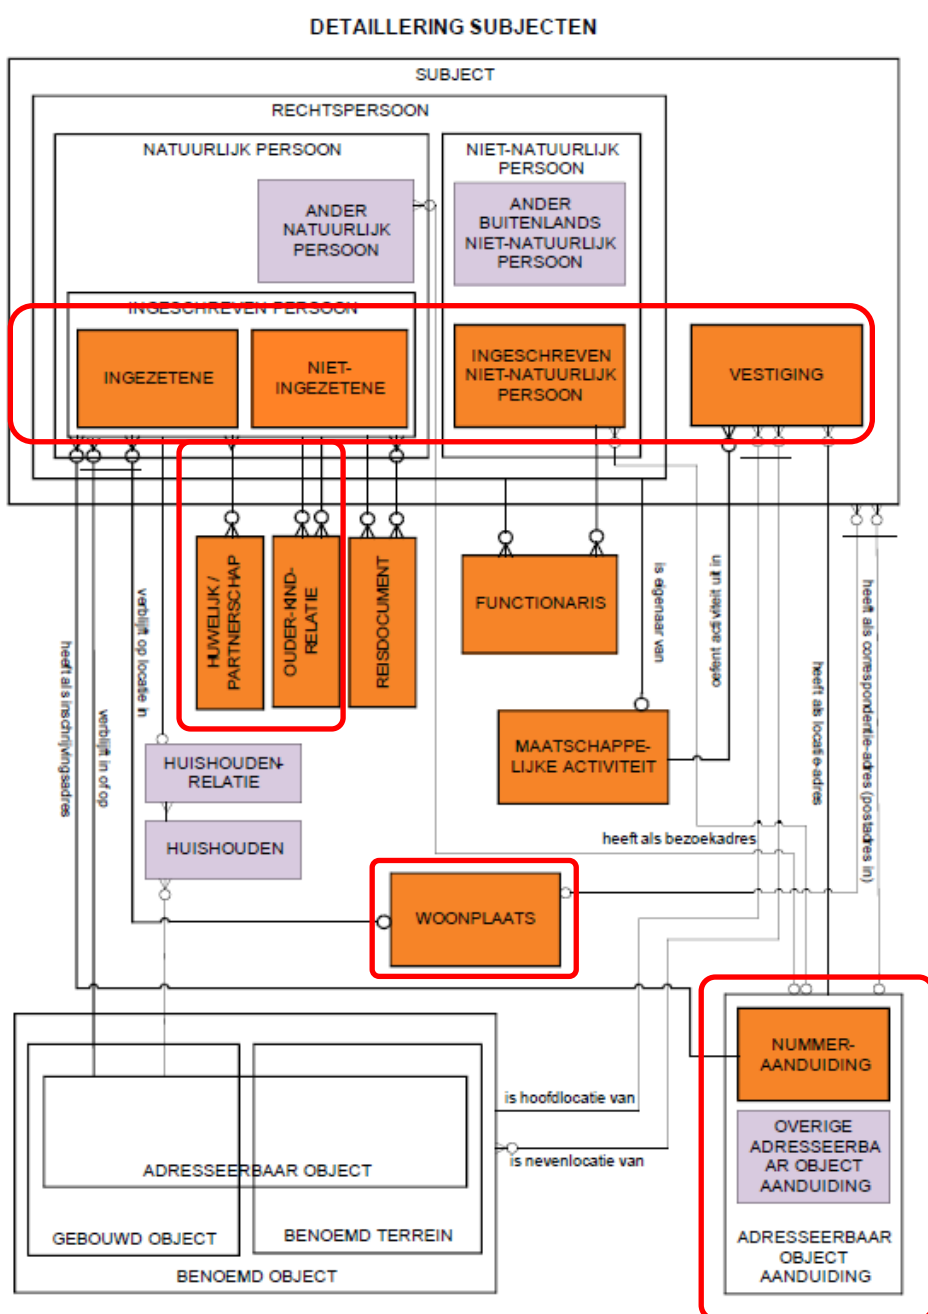 DETAILLERING SUBJECTEN
SUBJECT
RECHTSPERSOON
NATUURLIJK PERSOON
NIET-NATUURLIJK
PERSOON
ANDER
NATUURLIJK
PERSOON
ANDER
BUITENLANDS
NIET-NATUURLIJK
PERSOON
INGESCHREVEN PERSOON
INGEZETENE
NIET-
INGEZETENE
INGESCHREVEN
NIET-NATUURLIJK
PERSOON
VESTIGING
HUWELIJK /
PARTNERSCHAP
OUDER-KIND-
RELATIE
REISDOCUMENT
FUNCTIONARIS
is eigenaar van
oefent activiteit uit in
heeft als locatie-adres
heeft als correspondentie-adres (postadres in)
heeft als inschrijvingsadres
verblijft in of op
verblijft op locatie in
MAATSCHAPPE-
LIJKE ACTIVITEIT
HUISHOUDEN-
RELATIE
HUISHOUDEN
heeft als bezoekadres
WOONPLAATS
NUMMER-
AANDUIDING
OVERIGE
ADRESSEERBA
AR OBJECT
AANDUIDING
ADRESSEERBAAR
OBJECT
AANDUIDING
is hoofdlocatie van
is nevenlocatie van
ADRESSEERBAAR OBJECT
GEBOUWD OBJECT
BENOEMD TERREIN
BENOEMD OBJECT